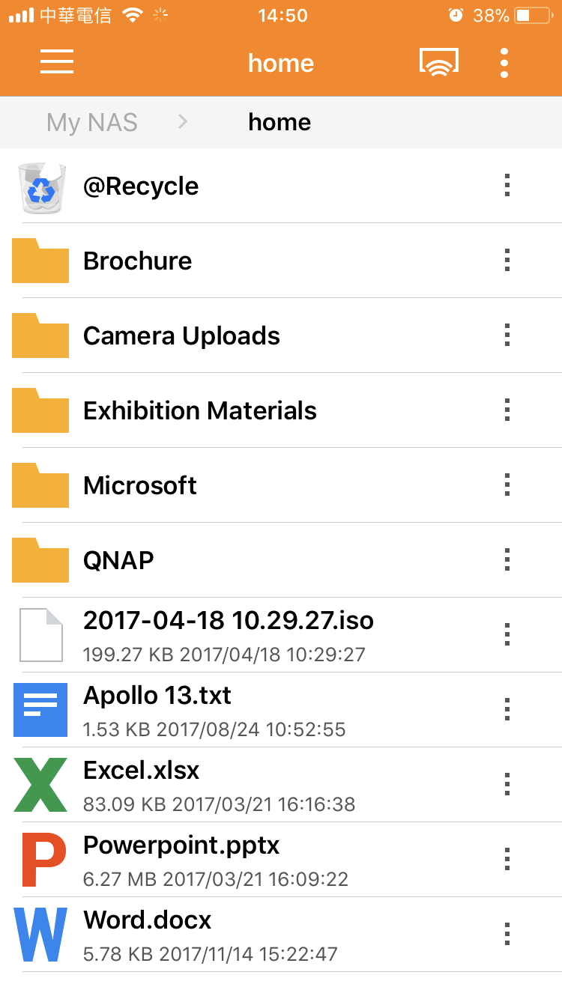 中華電信 14:50 38%
home
My NAS > home
@Recycle
Brochure
Camera Uploads
Exhibition Materials
Microsoft
QNAP
2017-04-18 10.29.27.iso
199.27 KB 2017/04/18 10:29:27
Apollo 13.txt
1.53 KB 2017/08/24 10:52:55
Excel.xlsx
83.09 KB 2017/03/21 16:16:38
Powerpoint.pptx
6.27 MB 2017/03/21 16:09:22
Word.docx
5.78 KB 2017/11/14 15:22:47